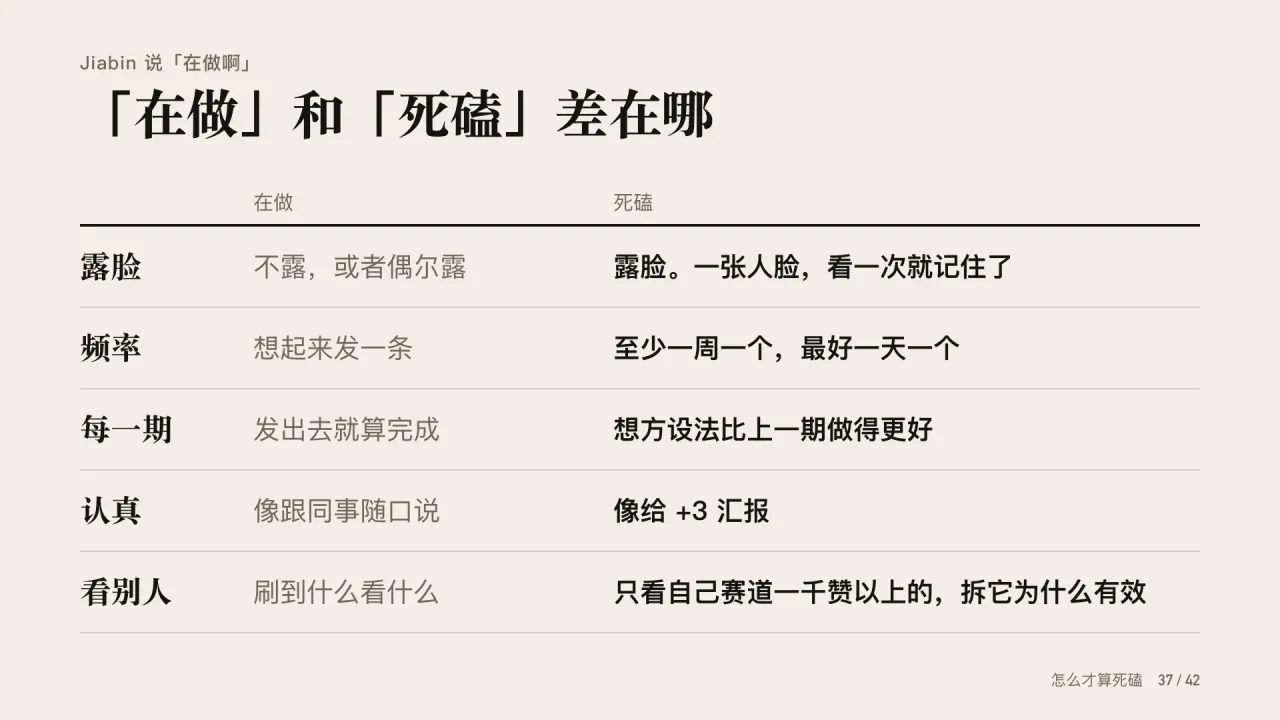 Jiabin 说「在做啊」
「在做」和「死磕」差在哪
在做 死磕
露脸 不露，或者偶尔露 露脸。一张人脸，看一次就记住了
频率 想起来发一条 至少一周一个，最好一天一个
每一期 发出去就算完成 想方设法比上一期做得更好
认真 像跟同事随口说 像给 +3 汇报
看别人 刷到什么看什么 只看自己赛道一千赞以上的，拆它为什么有效
怎么才算死磕 37 / 42